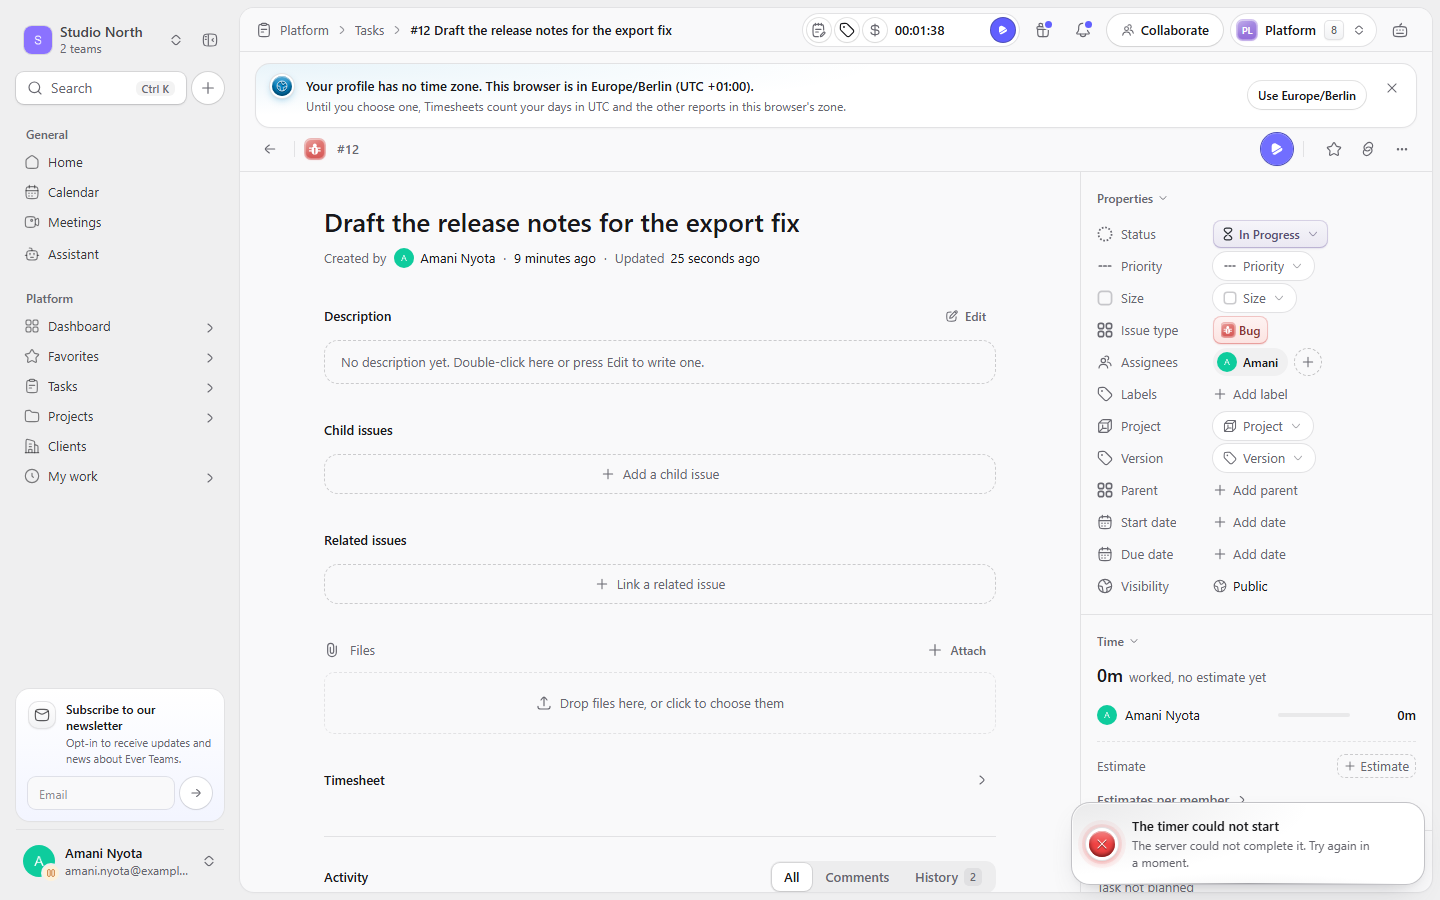 S
Studio North
2 teams
Search
Ctrl K
General
Home
Calendar
Meetings
Assistant
Platform
Dashboard
Favorites
Tasks
Projects
Clients
My work
Subscribe to our newsletter
Opt-in to receive updates and news about Ever Teams.
Email
A
Amani Nyota
amani.nyota@exampl...
Platform
Tasks
#12 Draft the release notes for the export fix
00:01:38
Collaborate
PL
Platform
8
Your profile has no time zone. This browser is in Europe/Berlin (UTC +01:00).
Until you choose one, Timesheets count your days in UTC and the other reports in this browser's zone.
Use Europe/Berlin
#12
Draft the release notes for the export fix
Created by A Amani Nyota · 9 minutes ago · Updated 25 seconds ago
Description
Edit
No description yet. Double-click here or press Edit to write one.
Child issues
Add a child issue
Related issues
Link a related issue
Files
Attach
Drop files here, or click to choose them
Timesheet
Activity
All
Comments
History 2
Properties
Status
In Progress
Priority
Priority
Size
Size
Issue type
Bug
Assignees
A Amani
Labels
Add label
Project
Project
Version
Version
Parent
Add parent
Start date
Add date
Due date
Add date
Visibility
Public
Time
0m worked, no estimate yet
A Amani Nyota
0m
Estimate
Estimate
Estimates per member
The timer could not start
The server could not complete it. Try again in a moment.
Task not planned